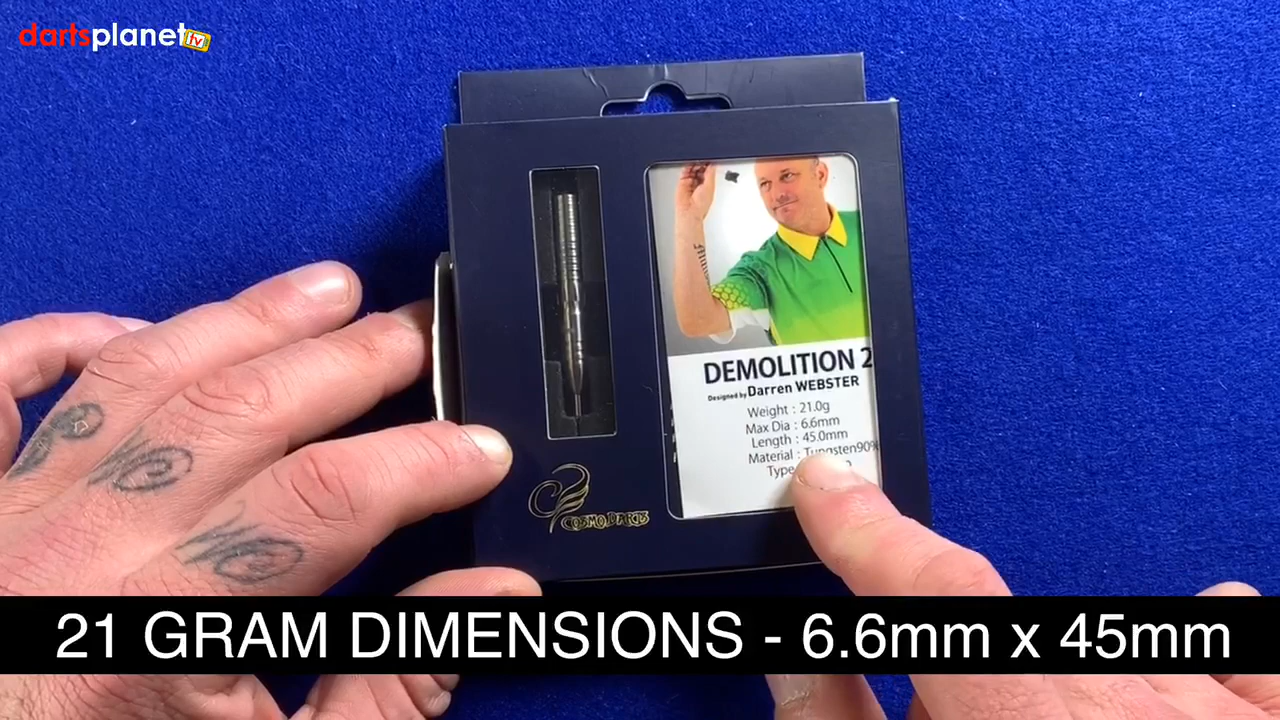 dartsplanet tv
DEMOLITION 2
Designed by Darren WEBSTER
Weight : 21.0g
Max Dia : 6.6mm
Length : 45.0mm
Material : Tungsten90%
Type
COSMO DARTS
21 GRAM DIMENSIONS - 6.6mm x 45mm